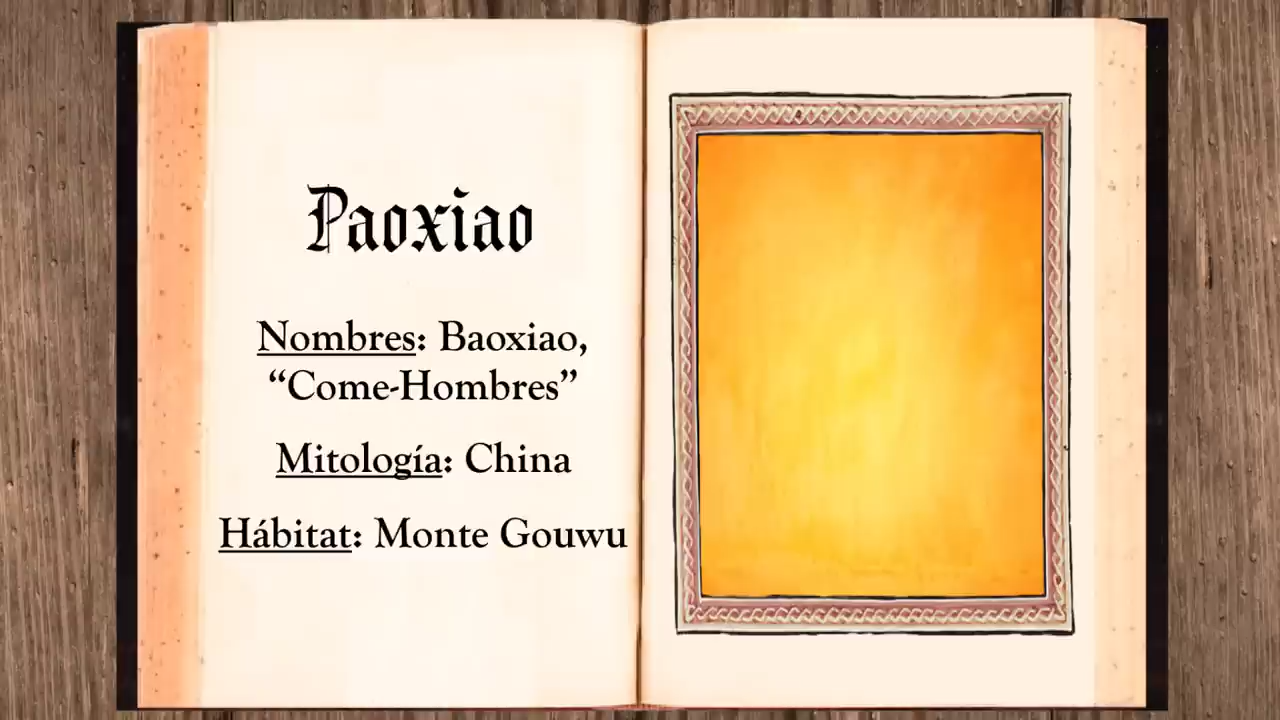 Paoxiao
Nombres: Baoxiao,
“Come-Hombres”
Mitología: China
Hábitat: Monte Gouwu